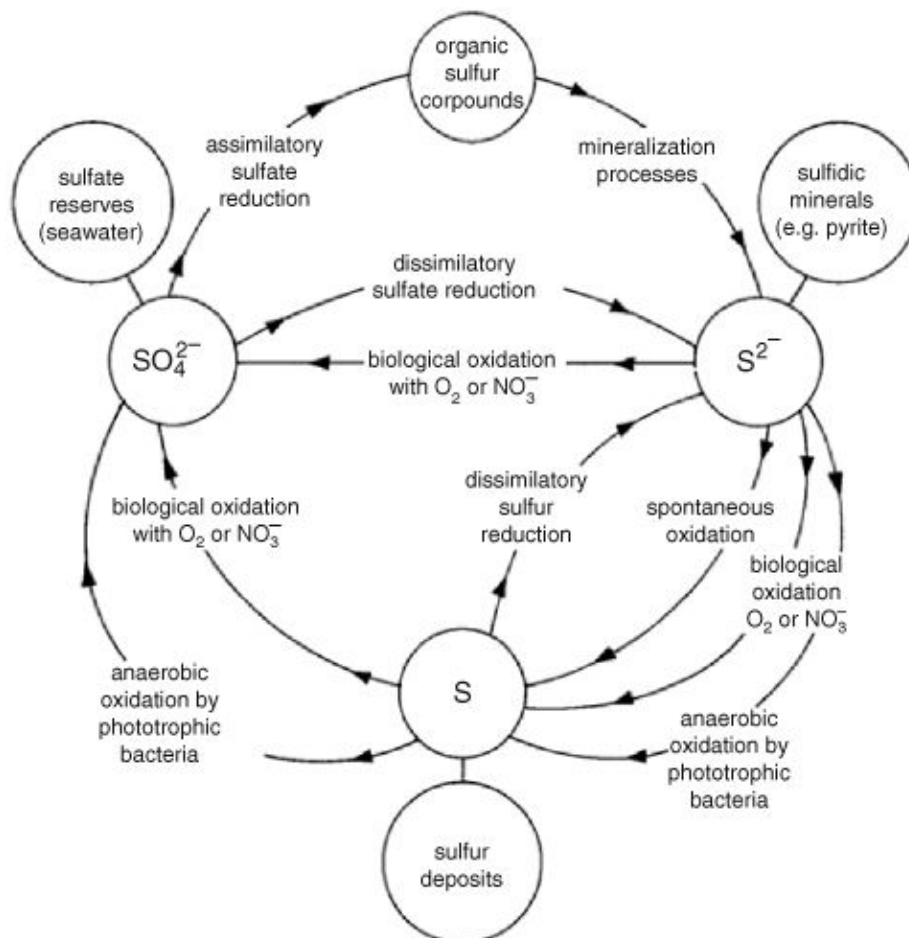 organic
sulfur
corpounds
assimilatory
sulfate
reduction
mineralization
processes
sulfate
reserves
(seawater)
sulfidic
minerals
(e.g. pyrite)
dissimilatory
sulfate reduction
SO₄²⁻
S²⁻
biological oxidation
with O₂ or NO₃⁻
biological oxidation
with O₂ or NO₃⁻
dissimilatory
sulfur
reduction
spontaneous
oxidation
biological
oxidation
O₂ or NO₃⁻
anaerobic
oxidation by
phototrophic
bacteria
S
anaerobic
oxidation by
phototrophic
bacteria
sulfur
deposits